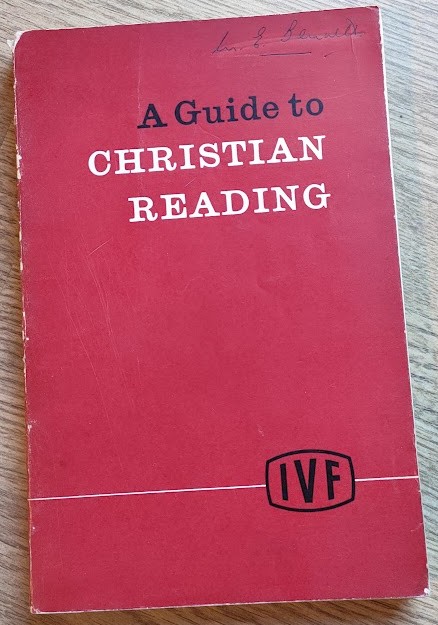 A Guide to
CHRISTIAN
READING
IVF